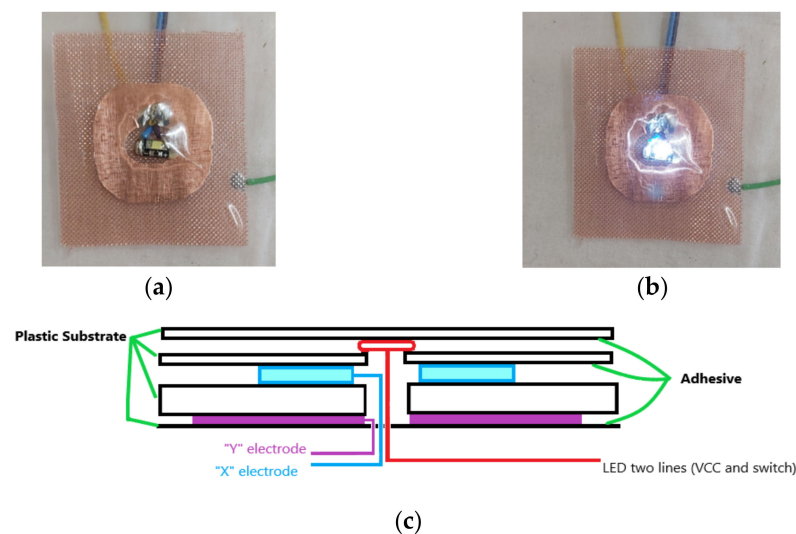 (a)
(b)
Plastic Substrate
Adhesive
"Y" electrode
"X" electrode
LED two lines (VCC and switch)
(c)